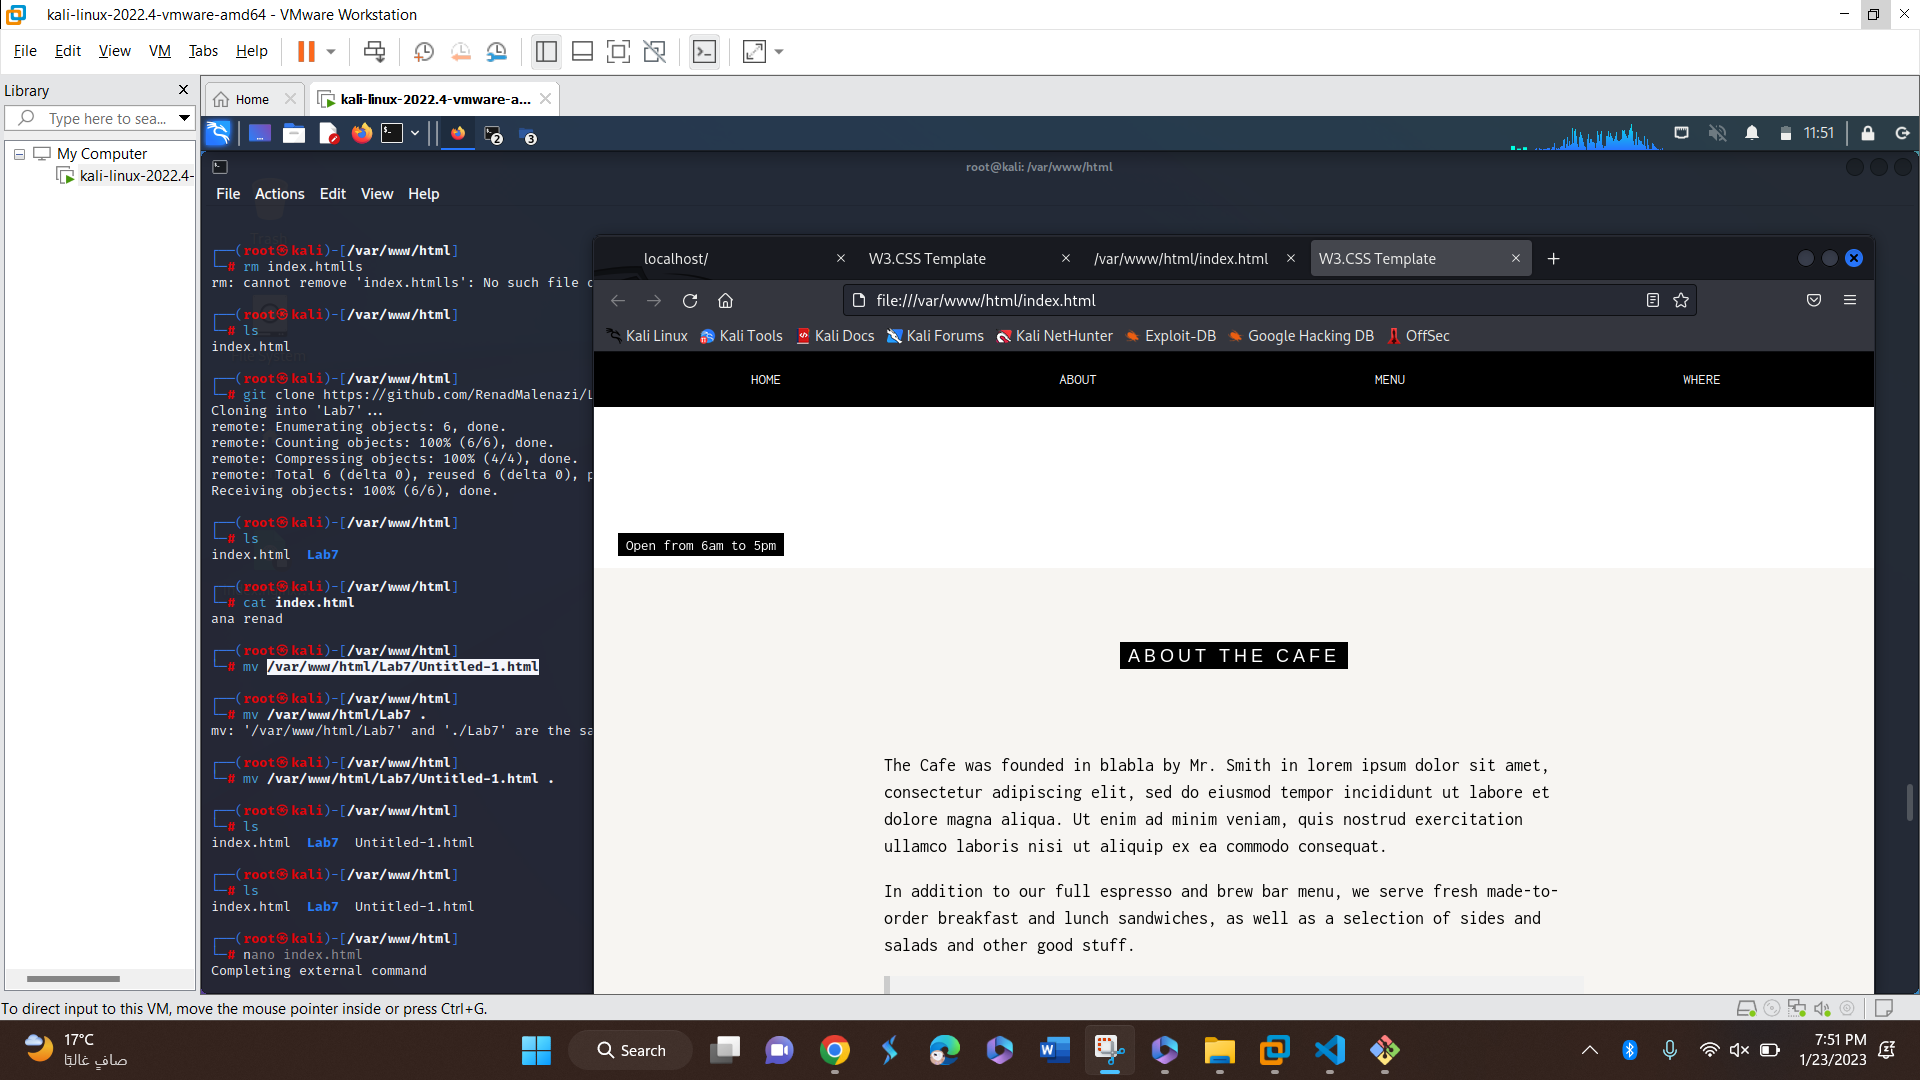 kali-linux-2022.4-vmware-amd64 - VMware Workstation
File Edit View VM Tabs Help
Library
Type here to sea...
My Computer
kali-linux-2022.4-
Home
kali-linux-2022.4-vmware-a...
2
3
11:51
root@kali: /var/www/html
File Actions Edit View Help
(root㉿kali)-[/var/www/html]
# rm index.htmlls
rm: cannot remove 'index.htmlls': No such file
(root㉿kali)-[/var/www/html]
# ls
index.html
(root㉿kali)-[/var/www/html]
# git clone https://github.com/RenadMalenazi/L
Cloning into 'Lab7'...
remote: Enumerating objects: 6, done.
remote: Counting objects: 100% (6/6), done.
remote: Compressing objects: 100% (4/4), done.
remote: Total 6 (delta 0), reused 6 (delta 0), p
Receiving objects: 100% (6/6), done.
(root㉿kali)-[/var/www/html]
# ls
index.html Lab7
(root㉿kali)-[/var/www/html]
# cat index.html
ana renad
(root㉿kali)-[/var/www/html]
# mv /var/www/html/Lab7/Untitled-1.html
(root㉿kali)-[/var/www/html]
# mv /var/www/html/Lab7 .
mv: '/var/www/html/Lab7' and './Lab7' are the sa
(root㉿kali)-[/var/www/html]
# mv /var/www/html/Lab7/Untitled-1.html .
(root㉿kali)-[/var/www/html]
# ls
index.html Lab7 Untitled-1.html
(root㉿kali)-[/var/www/html]
# ls
index.html Lab7 Untitled-1.html
(root㉿kali)-[/var/www/html]
# nano index.html
Completing external command
localhost/
W3.CSS Template
/var/www/html/index.html
W3.CSS Template
file:///var/www/html/index.html
Kali Linux Kali Tools Kali Docs Kali Forums Kali NetHunter Exploit-DB Google Hacking DB OffSec
HOME ABOUT MENU WHERE
Open from 6am to 5pm
ABOUT THE CAFE
The Cafe was founded in blabla by Mr. Smith in lorem ipsum dolor sit amet,
consectetur adipiscing elit, sed do eiusmod tempor incididunt ut labore et
dolore magna aliqua. Ut enim ad minim veniam, quis nostrud exercitation
ullamco laboris nisi ut aliquip ex ea commodo consequat.
In addition to our full espresso and brew bar menu, we serve fresh made-to-
order breakfast and lunch sandwiches, as well as a selection of sides and
salads and other good stuff.
To direct input to this VM, move the mouse pointer inside or press Ctrl+G.
17°C
صافٍ غالبًا
Search
7:51 PM
1/23/2023